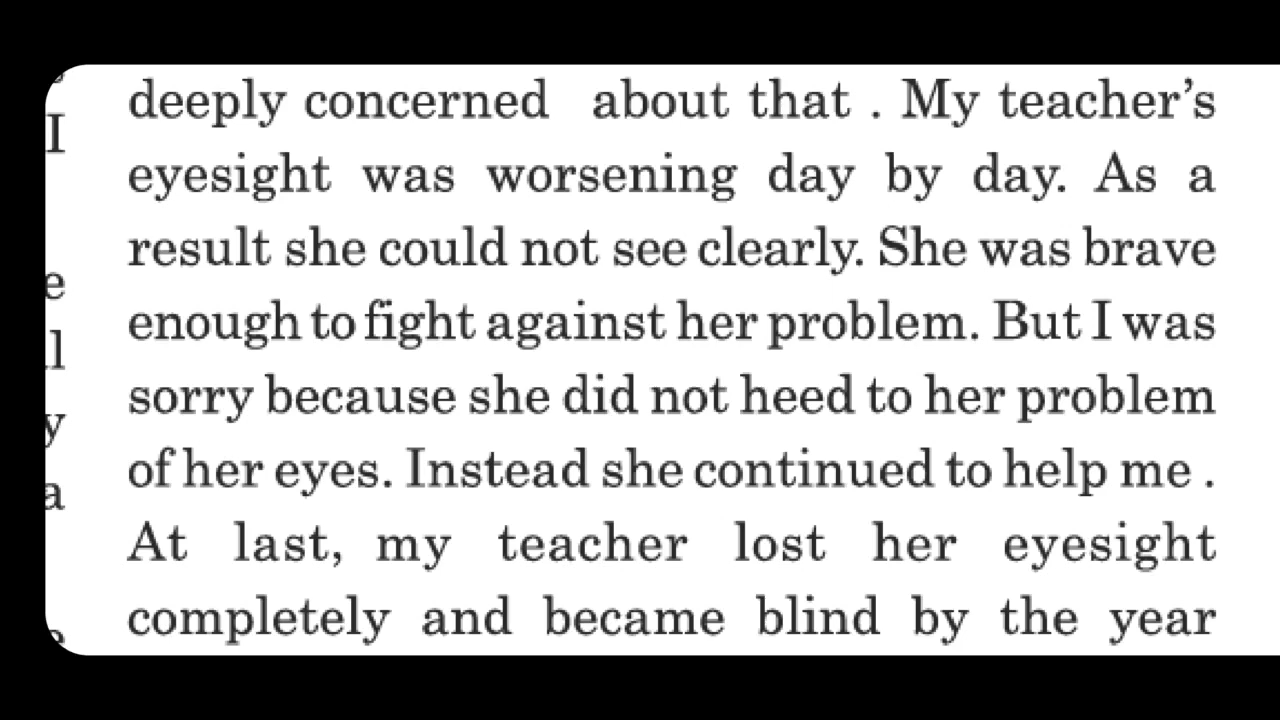 deeply concerned about that . My teacher’s
eyesight was worsening day by day. As a
result she could not see clearly. She was brave
enough to fight against her problem. But I was
sorry because she did not heed to her problem
of her eyes. Instead she continued to help me .
At last, my teacher lost her eyesight
completely and became blind by the year